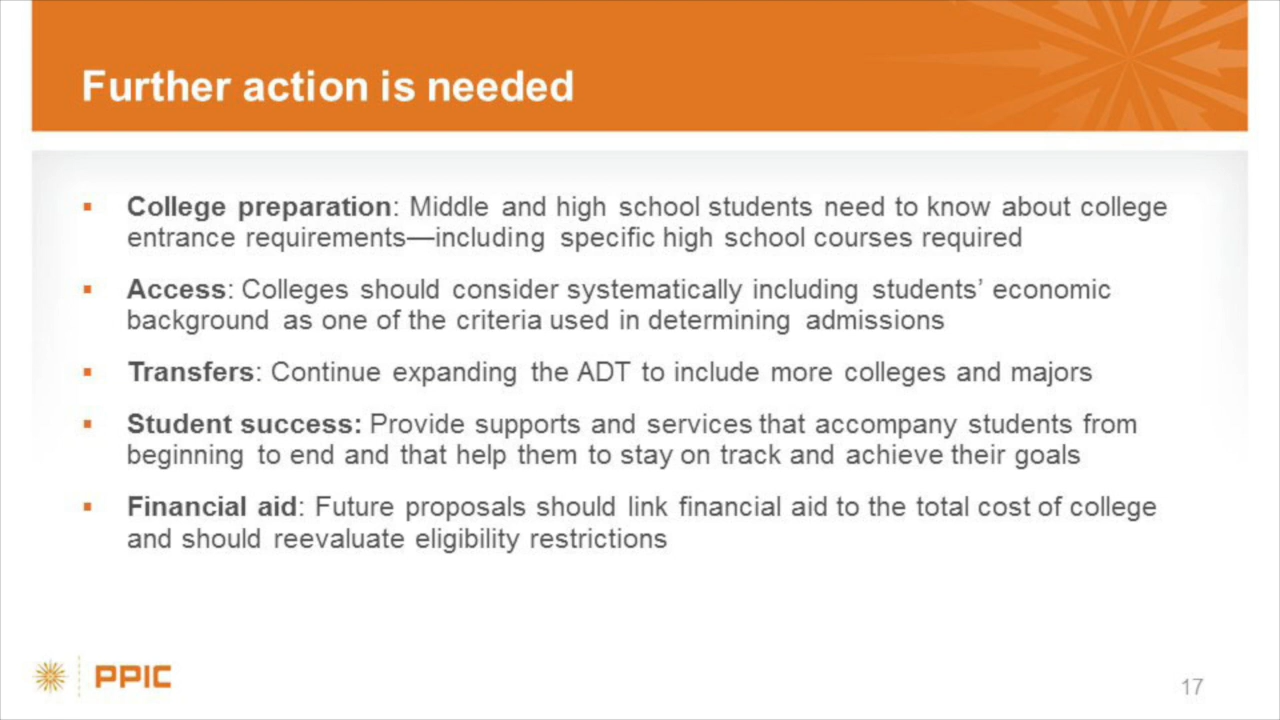 Further action is needed
▪ College preparation: Middle and high school students need to know about college
entrance requirements—including specific high school courses required
▪ Access: Colleges should consider systematically including students’ economic
background as one of the criteria used in determining admissions
▪ Transfers: Continue expanding the ADT to include more colleges and majors
▪ Student success: Provide supports and services that accompany students from
beginning to end and that help them to stay on track and achieve their goals
▪ Financial aid: Future proposals should link financial aid to the total cost of college
and should reevaluate eligibility restrictions
PPIC
17